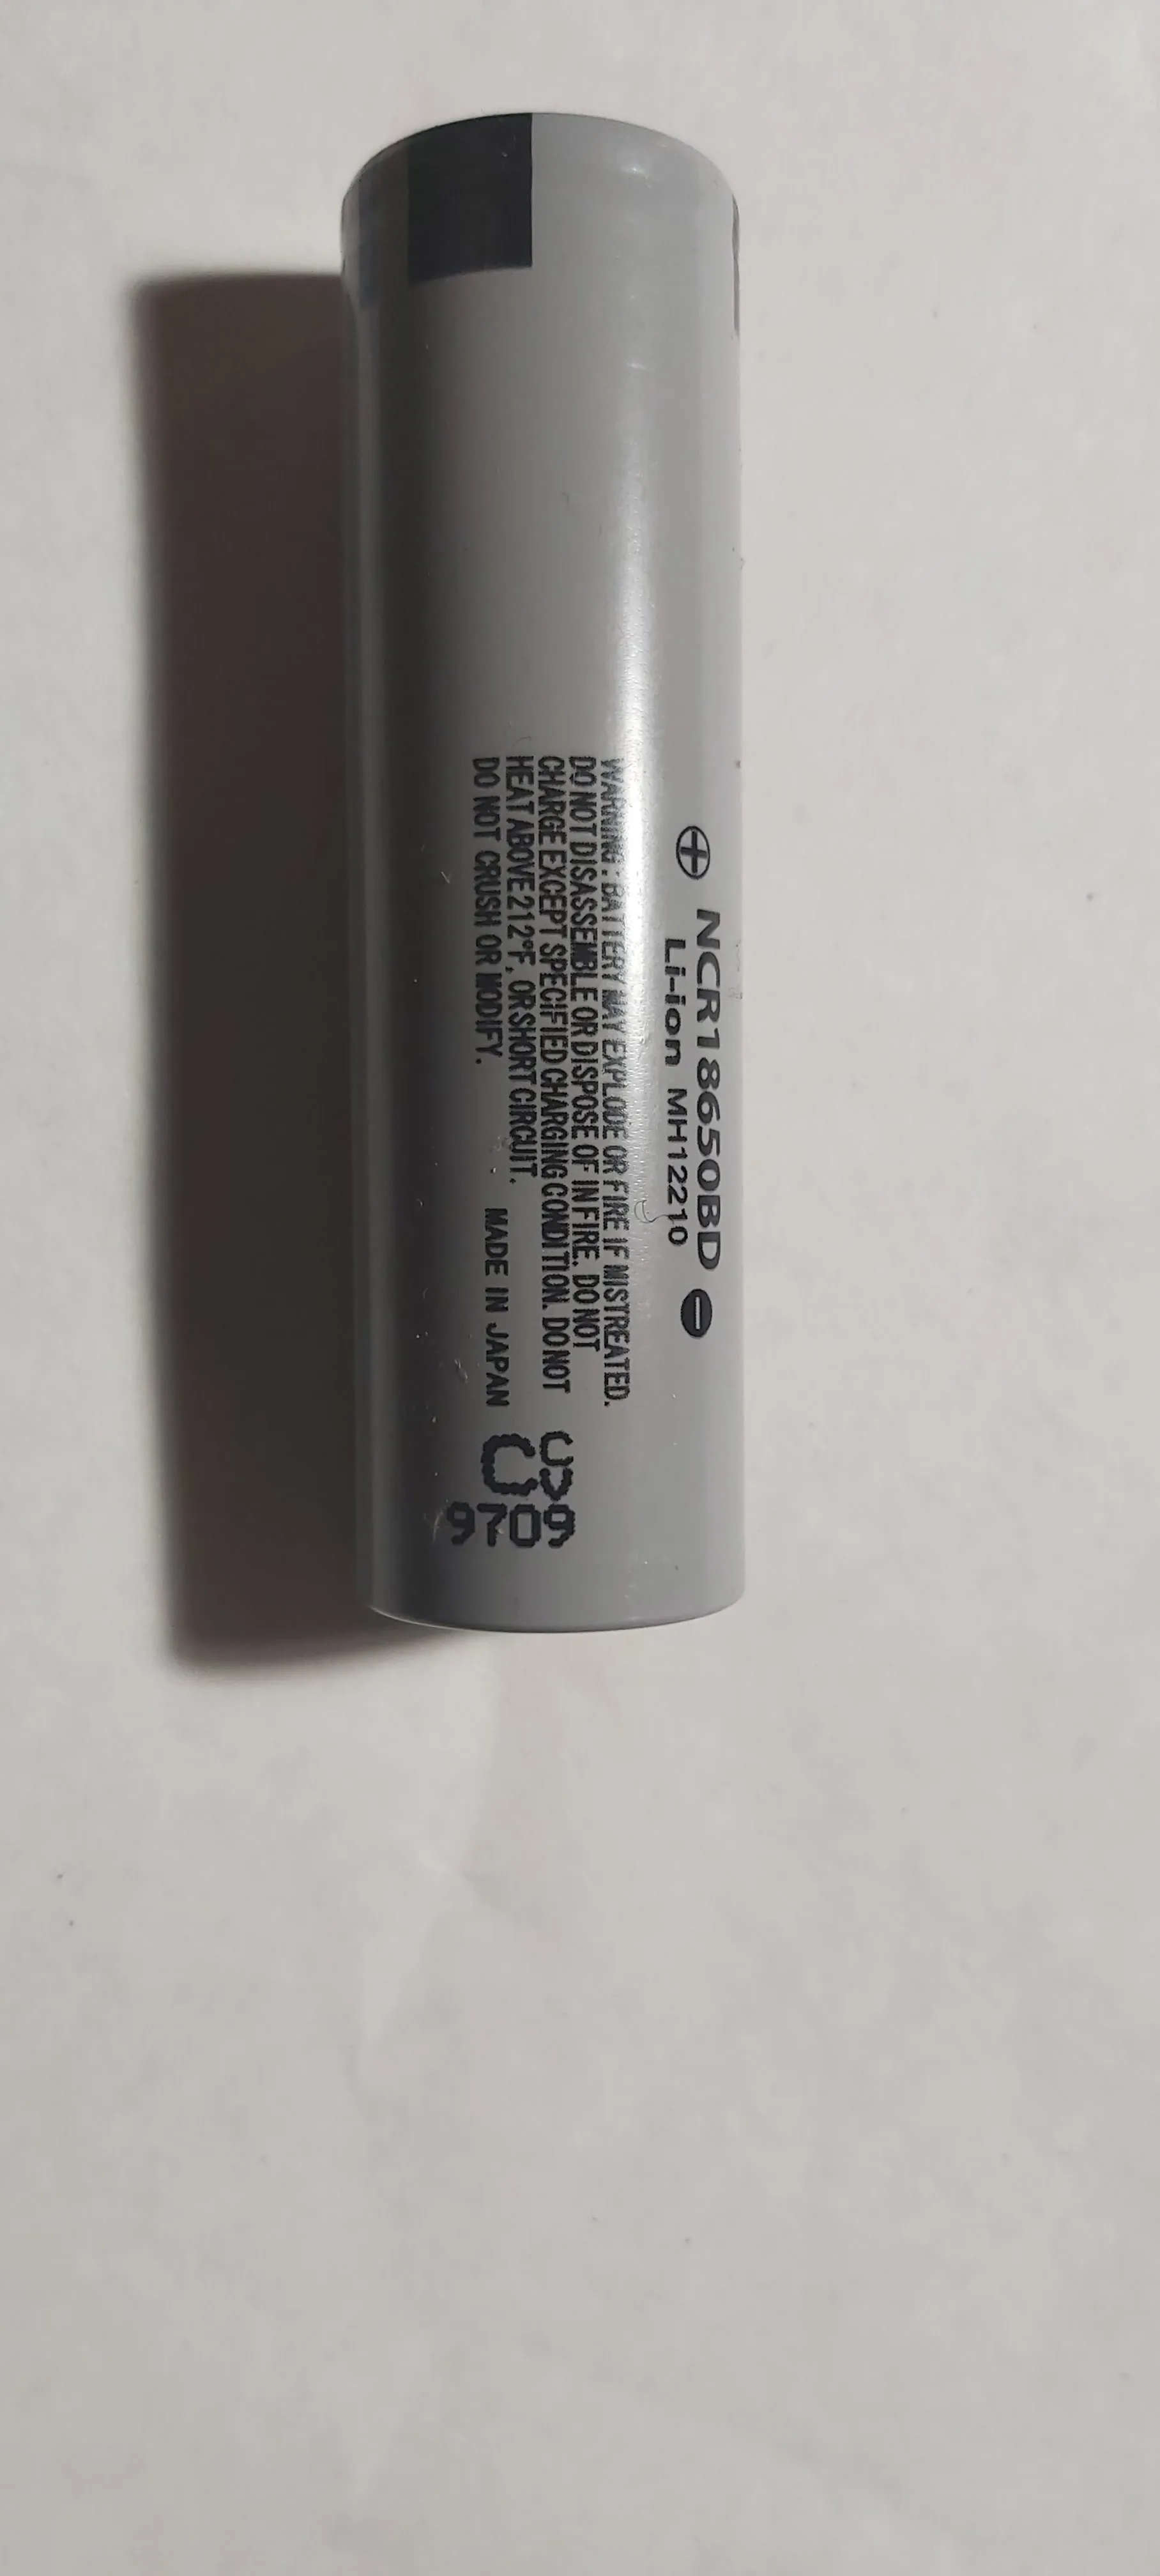 ⊕ NCR18650BD ⊖
Li-ion MH12210
WARNING : BATTERY MAY EXPLODE OR FIRE IF MISTREATED.
DO NOT DISASSEMBLE OR DISPOSE OF IN FIRE. DO NOT
CHARGE EXCEPT SPECIFIED CHARGING CONDITION. DO NOT
HEAT ABOVE 212°F, OR SHORT CIRCUIT.
DO NOT CRUSH OR MODIFY.
MADE IN JAPAN
9709